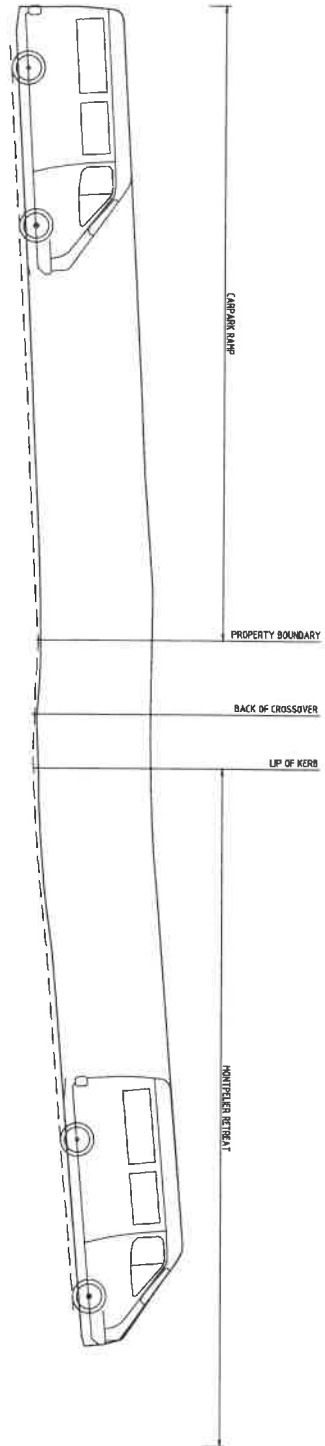 CARPARK RAMP
PROPERTY BOUNDARY
BACK OF CROSSOVER
LIP OF KERB
MONTPELIER RETREAT